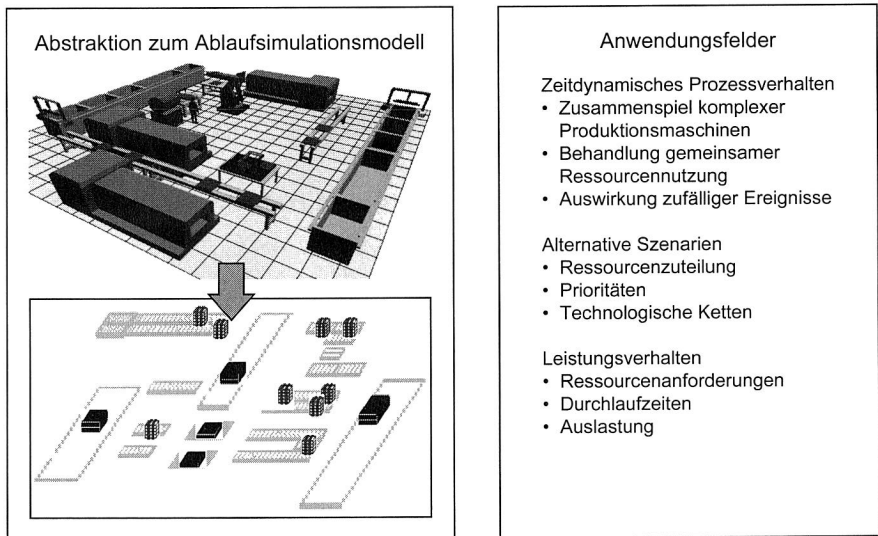 Abstraktion zum Ablaufsimulationsmodell
Anwendungsfelder
Zeitdynamisches Prozessverhalten
• Zusammenspiel komplexer
Produktionsmaschinen
• Behandlung gemeinsamer
Ressourcennutzung
• Auswirkung zufälliger Ereignisse
Alternative Szenarien
• Ressourcenzuteilung
• Prioritäten
• Technologische Ketten
Leistungsverhalten
• Ressourcenanforderungen
• Durchlaufzeiten
• Auslastung